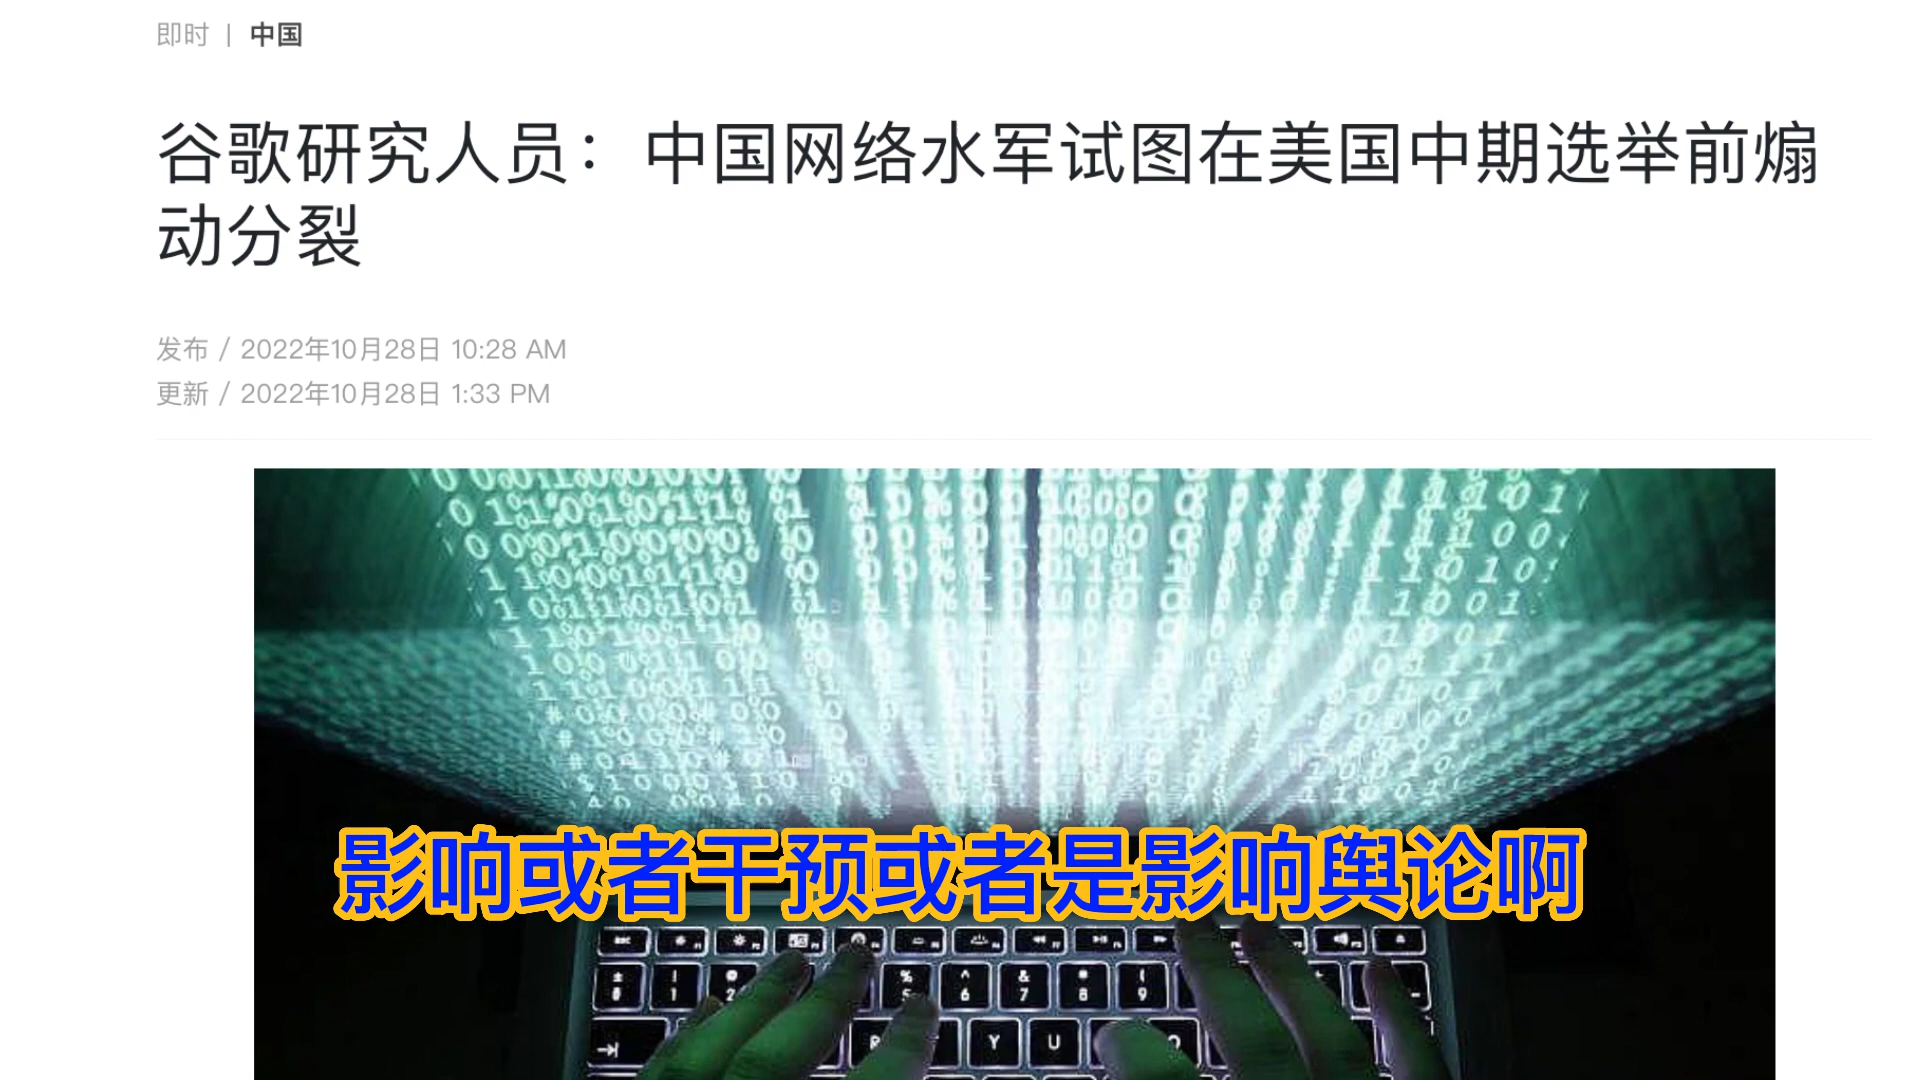 即时 | 中国
谷歌研究人员：中国网络水军试图在美国中期选举前煽
动分裂
发布 / 2022年10月28日 10:28 AM
更新 / 2022年10月28日 1:33 PM
影响或者干预或者是影响舆论啊